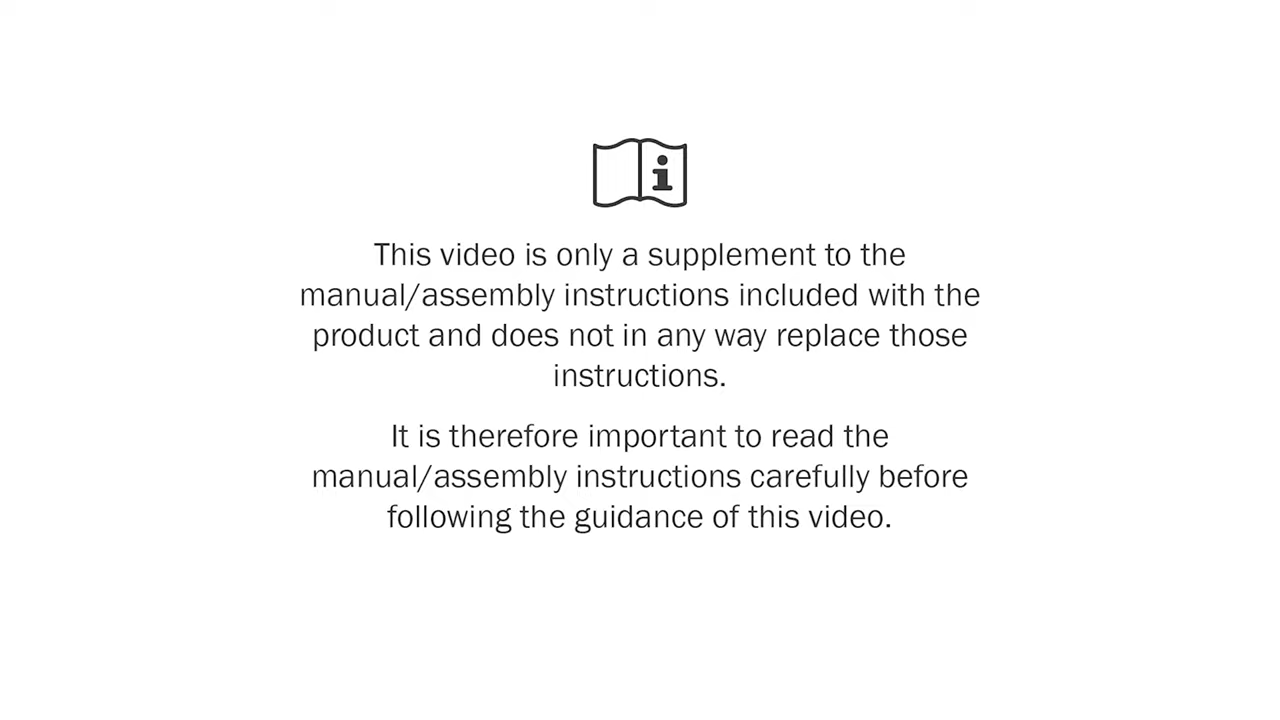 This video is only a supplement to the
manual/assembly instructions included with the
product and does not in any way replace those
instructions.
It is therefore important to read the
manual/assembly instructions carefully before
following the guidance of this video.